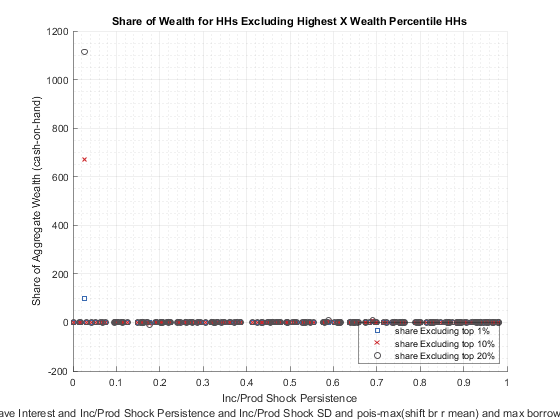 Share of Wealth for HHs Excluding Highest X Wealth Percentile HHs
1200
1000
800
600
400
200
0
-200
Share of Aggregate Wealth (cash-on-hand)
share Excluding top 1%
share Excluding top 10%
share Excluding top 20%
0 0.1 0.2 0.3 0.4 0.5 0.6 0.7 0.8 0.9 1
Inc/Prod Shock Persistence
ave Interest and Inc/Prod Shock Persistence and Inc/Prod Shock SD and pois-max(shift br r mean) and max borrow